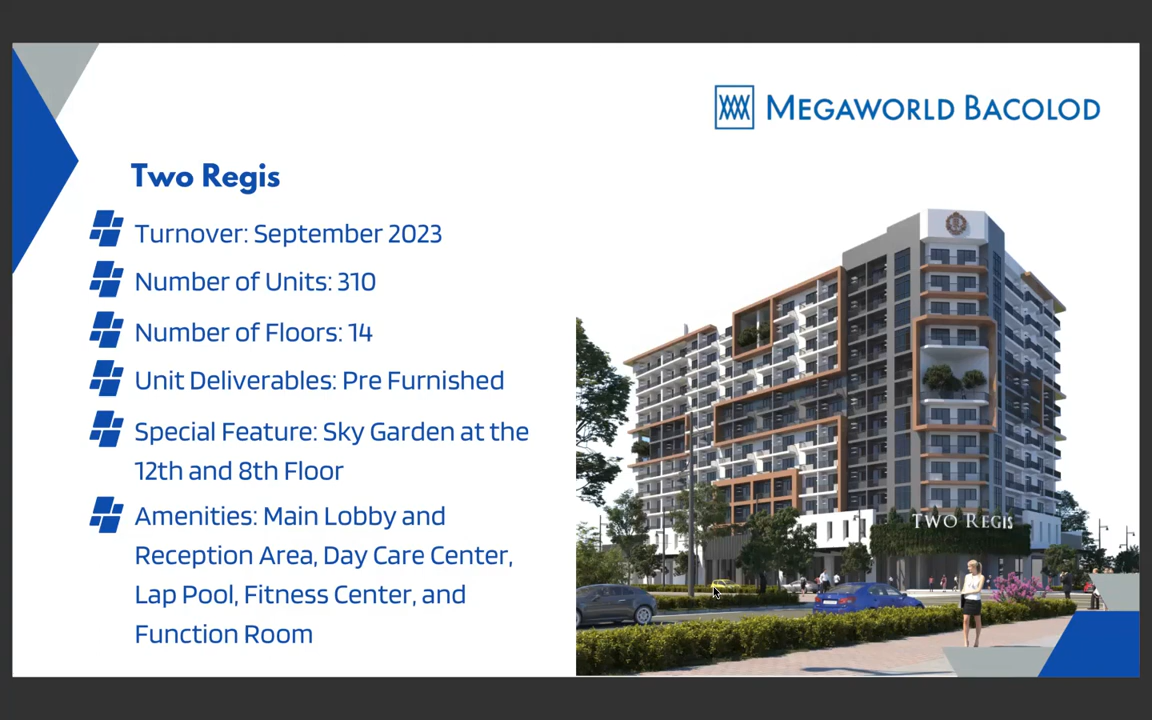 MEGAWORLD BACOLOD
Two Regis
Turnover: September 2023
Number of Units: 310
Number of Floors: 14
Unit Deliverables: Pre Furnished
Special Feature: Sky Garden at the
12th and 8th Floor
Amenities: Main Lobby and
Reception Area, Day Care Center,
Lap Pool, Fitness Center, and
Function Room
TWO REGIS